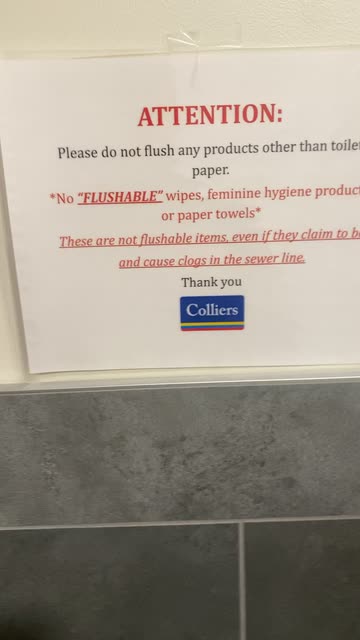 ATTENTION:
Please do not flush any products other than toile
paper.
*No "FLUSHABLE" wipes, feminine hygiene product
or paper towels*
These are not flushable items, even if they claim to b
and cause clogs in the sewer line.
Thank you
Colliers